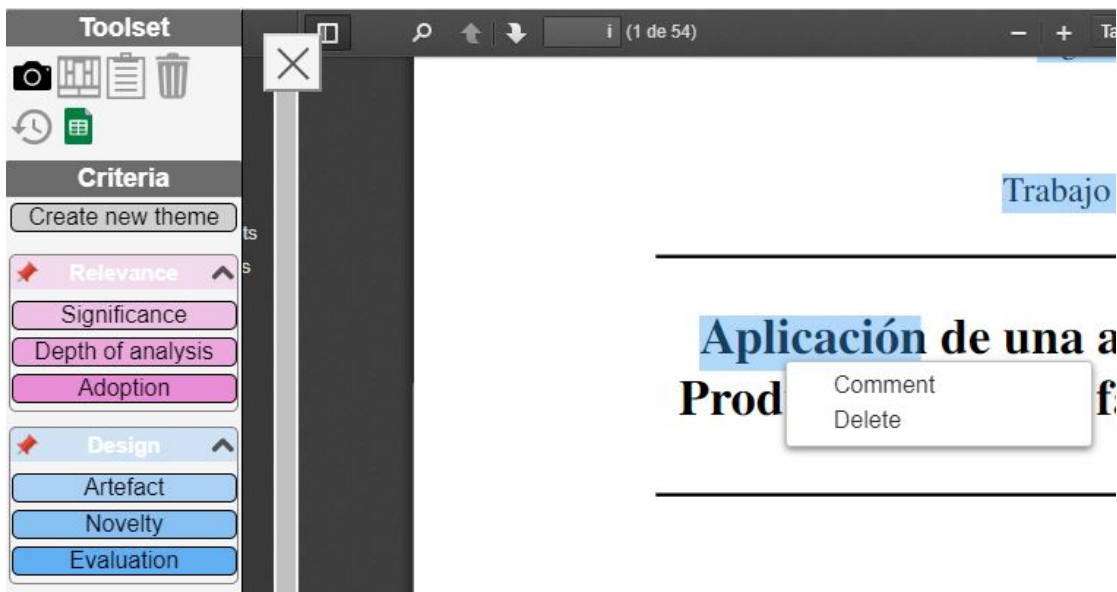 Toolset
i (1 de 54)
Criteria
Create new theme
ts
s
Relevance
Significance
Depth of analysis
Adoption
Design
Artefact
Novelty
Evaluation
Trabajo
Aplicación de una a
Prod
Comment
Delete